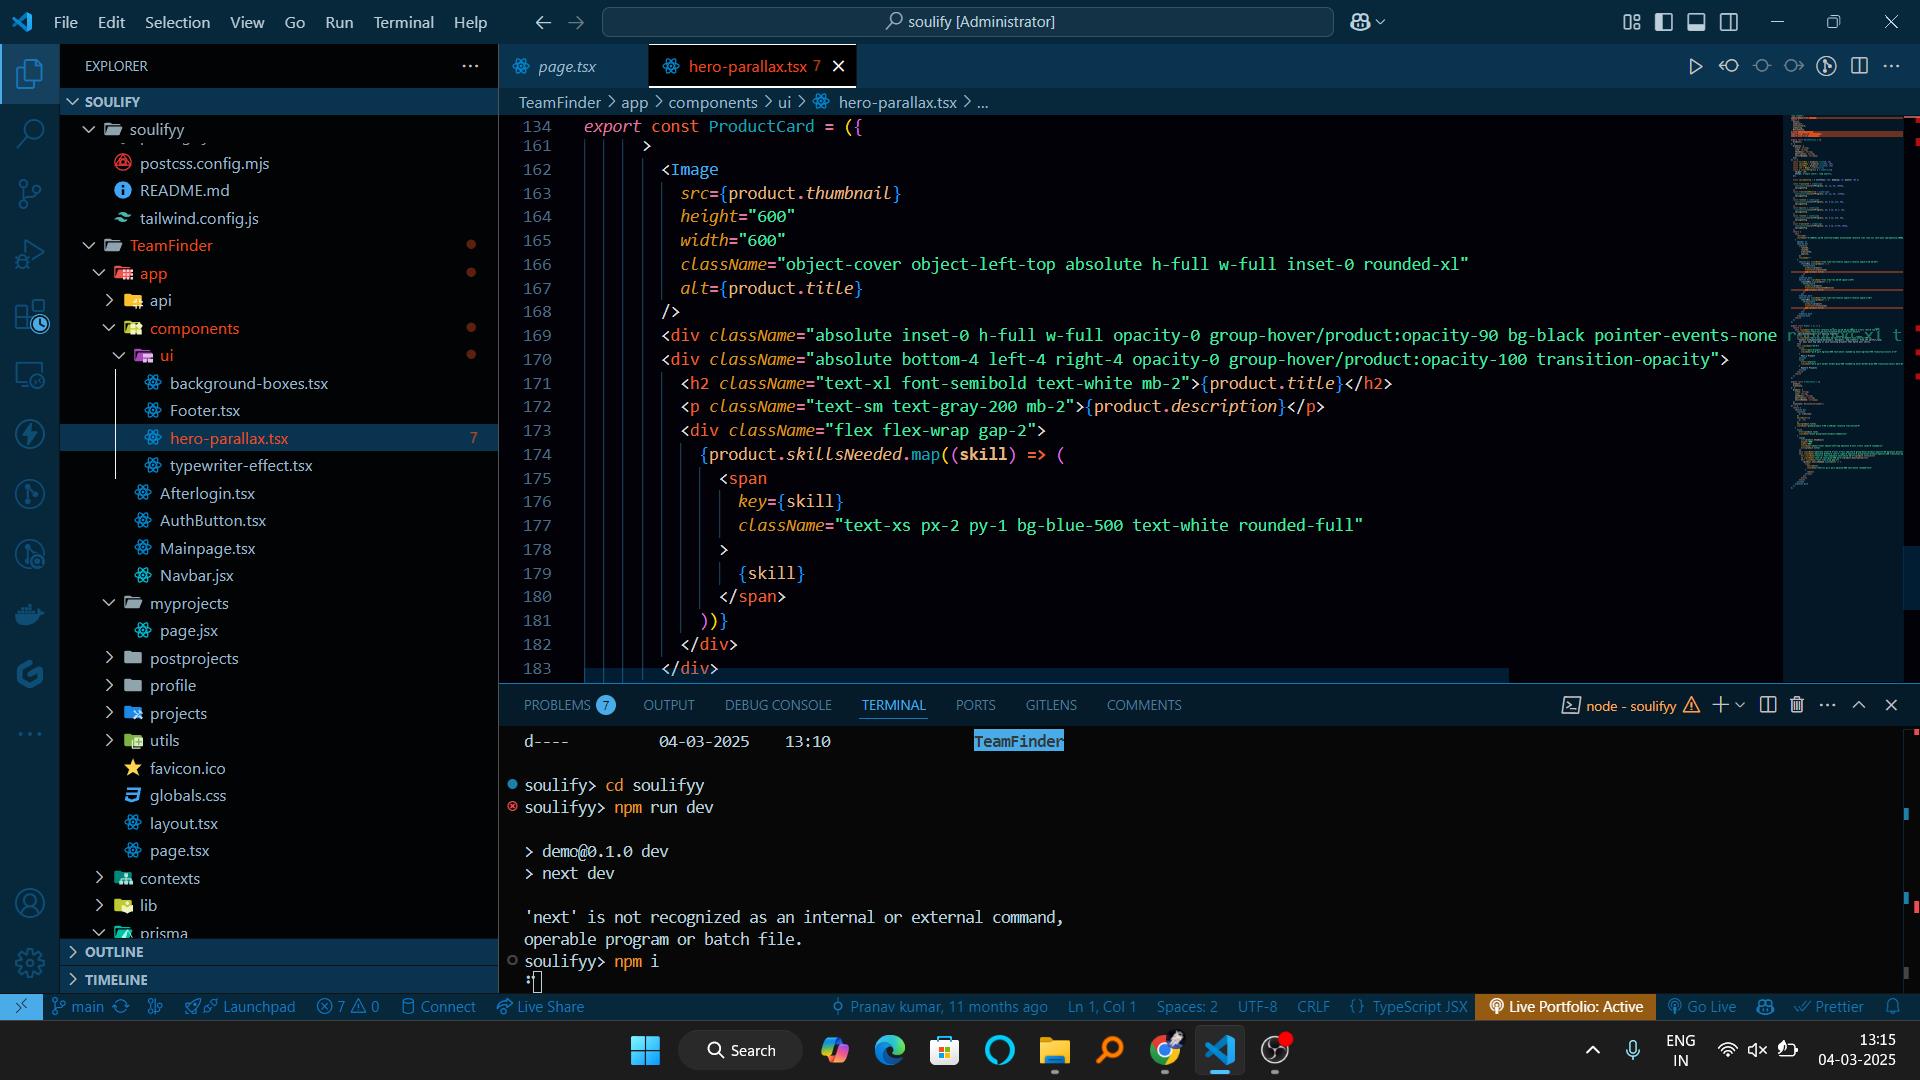 File Edit Selection View Go Run Terminal Help
soulify [Administrator]
EXPLORER
page.tsx
hero-parallax.tsx 7
SOULIFY
TeamFinder > app > components > ui > hero-parallax.tsx > ...
soulifyy
postcss.config.mjs
README.md
tailwind.config.js
TeamFinder
app
api
components
ui
background-boxes.tsx
Footer.tsx
hero-parallax.tsx 7
typewriter-effect.tsx
Afterlogin.tsx
AuthButton.tsx
Mainpage.tsx
Navbar.jsx
myprojects
page.jsx
postprojects
profile
projects
utils
favicon.ico
globals.css
layout.tsx
page.tsx
contexts
lib
prisma
OUTLINE
TIMELINE
134 export const ProductCard = ({
161 >
162 <Image
163 src={product.thumbnail}
164 height="600"
165 width="600"
166 className="object-cover object-left-top absolute h-full w-full inset-0 rounded-xl"
167 alt={product.title}
168 />
169 <div className="absolute inset-0 h-full w-full opacity-0 group-hover/product:opacity-90 bg-black pointer-events-none
170 <div className="absolute bottom-4 left-4 right-4 opacity-0 group-hover/product:opacity-100 transition-opacity">
171 <h2 className="text-xl font-semibold text-white mb-2">{product.title}</h2>
172 <p className="text-sm text-gray-200 mb-2">{product.description}</p>
173 <div className="flex flex-wrap gap-2">
174 {product.skillsNeeded.map((skill) => (
175 <span
176 key={skill}
177 className="text-xs px-2 py-1 bg-blue-500 text-white rounded-full"
178 >
179 {skill}
180 </span>
181 ))}
182 </div>
183 </div>
PROBLEMS 7 OUTPUT DEBUG CONSOLE TERMINAL PORTS GITLENS COMMENTS
node - soulifyy
d---- 04-03-2025 13:10 TeamFinder
soulify> cd soulifyy
soulifyy> npm run dev
> demo@0.1.0 dev
> next dev
'next' is not recognized as an internal or external command,
operable program or batch file.
soulifyy> npm i
main Launchpad 7 0 Connect Live Share Pranav kumar, 11 months ago Ln 1, Col 1 Spaces: 2 UTF-8 CRLF {} TypeScript JSX Live Portfolio: Active Go Live Prettier
Search
ENG
IN
13:15
04-03-2025